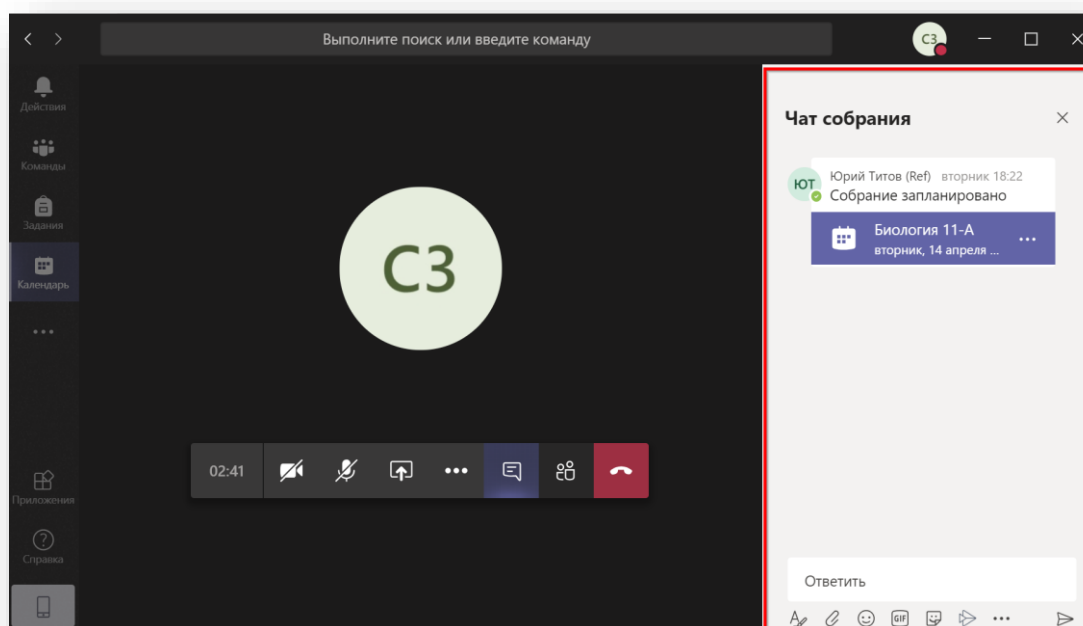 Выполните поиск или введите команду
СЗ
Действия
Команды
Задания
Календарь
Приложения
Справка
СЗ
02:41
Чат собрания
ЮТ
Юрий Титов (Ref) вторник 18:22
Собрание запланировано
Биология 11-А
вторник, 14 апреля ...
Ответить
GIF